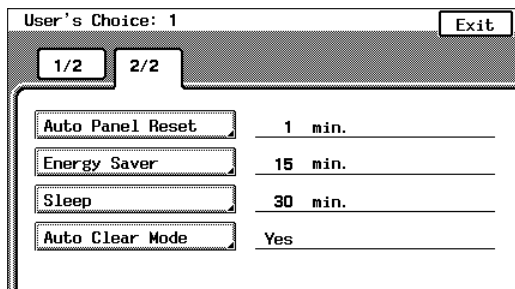 User's Choice: 1 Exit
1/2 2/2
Auto Panel Reset 1 min.
Energy Saver 15 min.
Sleep 30 min.
Auto Clear Mode Yes